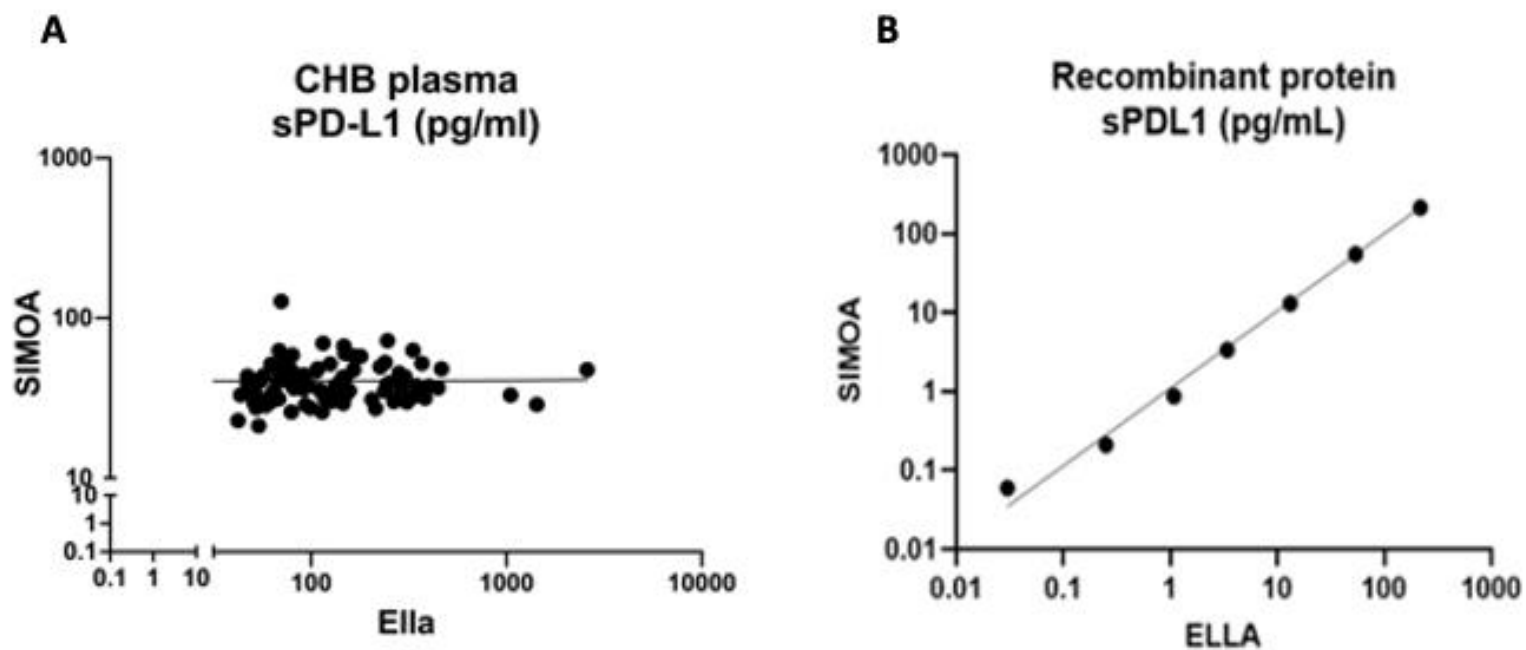 A
CHB plasma
sPD-L1 (pg/ml)
1000
100
10
10
1
0.1
SIMOA
0.1 1 10 100 1000 10000
Ella
B
Recombinant protein
sPDL1 (pg/mL)
1000
100
10
1
0.1
0.01
SIMOA
0.01 0.1 1 10 100 1000
ELLA